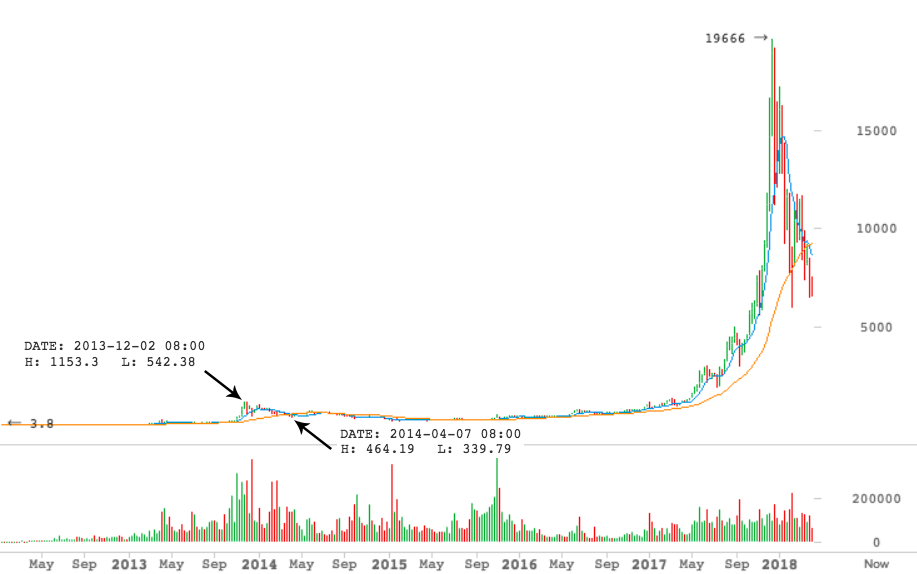 19666 →
15000
10000
5000
DATE: 2013-12-02 08:00
H: 1153.3 L: 542.38
← 3.8
DATE: 2014-04-07 08:00
H: 464.19 L: 339.79
200000
0
May Sep 2013 May Sep 2014 May Sep 2015 May Sep 2016 May Sep 2017 May Sep 2018 Now